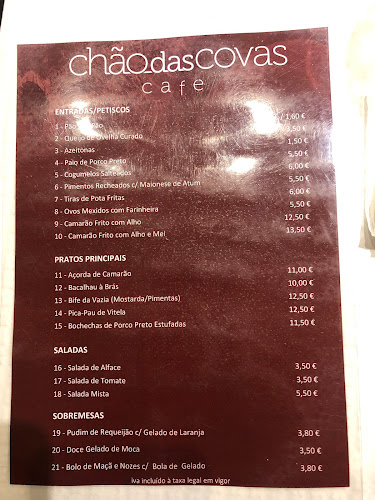 chão.das covas
café
ENTRADAS/PETISCOS
1 - Pão 1,60 €
2 - Queijo de Ovelha Curado
3 - Azeitonas 1,50 €
4 - Paio de Porco Preto 5,50 €
5 - Cogumelos Salteados 6,00 €
6 - Pimentos Recheados c/ Maionese de Atum 5,50 €
7 - Tiras de Pota Fritas 6,00 €
8 - Ovos Mexidos com Farinheira 5,50 €
9 - Camarão Frito com Alho 12,50 €
10 - Camarão Frito com Alho e Mel 13,50 €
PRATOS PRINCIPAIS
11 - Açorda de Camarão 11,00 €
12 - Bacalhau à Brás 10,00 €
13 - Bife da Vazia (Mostarda/Pimentas) 12,50 €
14 - Pica-Pau de Vitela 12,50 €
15 - Bochechas de Porco Preto Estufadas 11,50 €
SALADAS
16 - Salada de Alface 3,50 €
17 - Salada de Tomate 3,50 €
18 - Salada Mista 5,50 €
SOBREMESAS
19 - Pudim de Requeijão c/ Gelado de Laranja 3,80 €
20 - Doce Gelado de Moca 3,50 €
21 - Bolo de Maçã e Nozes c/ Bola de Gelado 3,80 €
Iva incluído à taxa legal em vigor